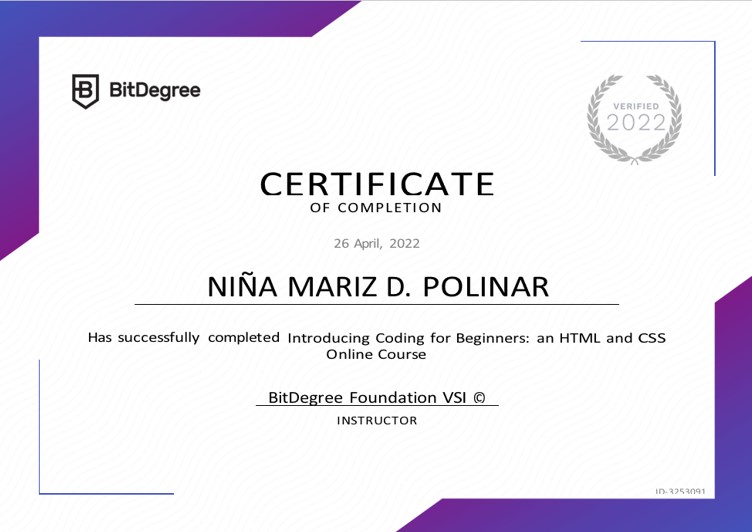 BitDegree
VERIFIED
2022
CERTIFICATE
OF COMPLETION
26 April, 2022
NIÑA MARIZ D. POLINAR
Has successfully completed Introducing Coding for Beginners: an HTML and CSS
Online Course
BitDegree Foundation VSI ©
INSTRUCTOR
ID-3253091